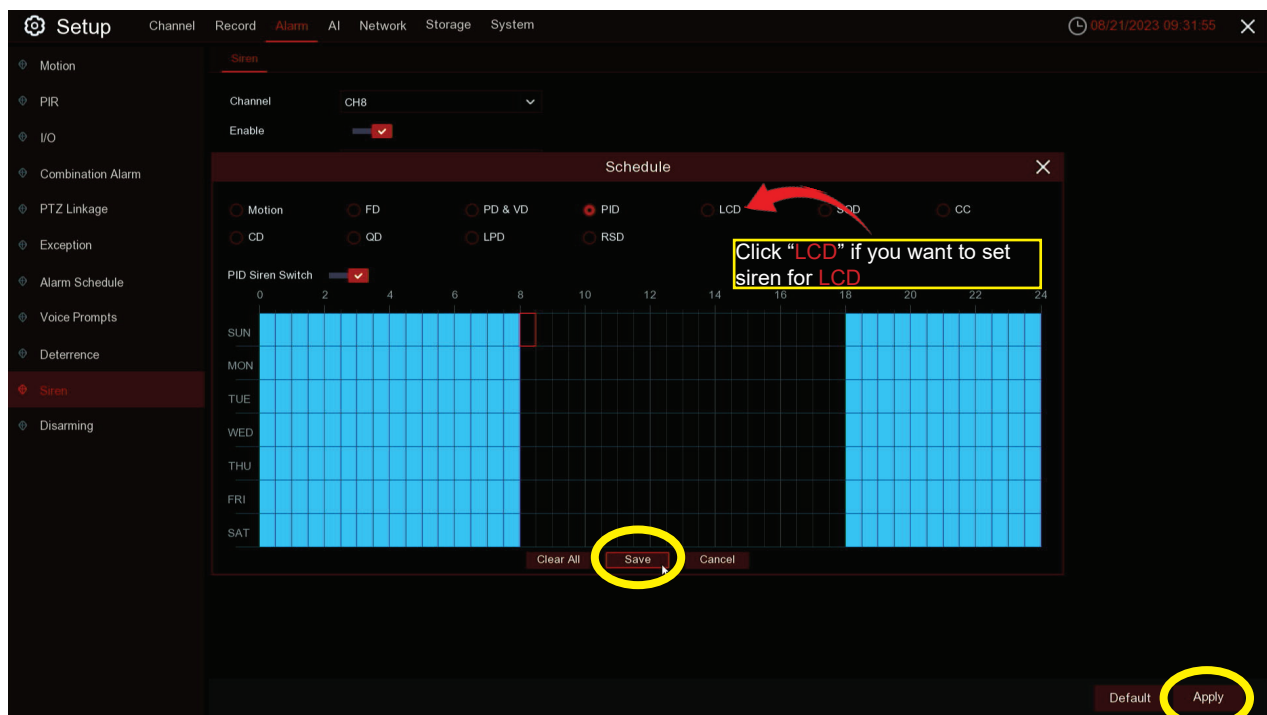 Setup Channel Record Alarm AI Network Storage System 08/21/2023 09:31:55
Motion
PIR
I/O
Combination Alarm
PTZ Linkage
Exception
Alarm Schedule
Voice Prompts
Deterrence
Siren
Disarming
Siren
Channel CH8
Enable
Schedule
Motion FD PD & VD PID LCD SOD CC
CD QD LPD RSD
Click “LCD” if you want to set
siren for LCD
PID Siren Switch
0 2 4 6 8 10 12 14 16 18 20 22 24
SUN
MON
TUE
WED
THU
FRI
SAT
Clear All Save Cancel
Default Apply